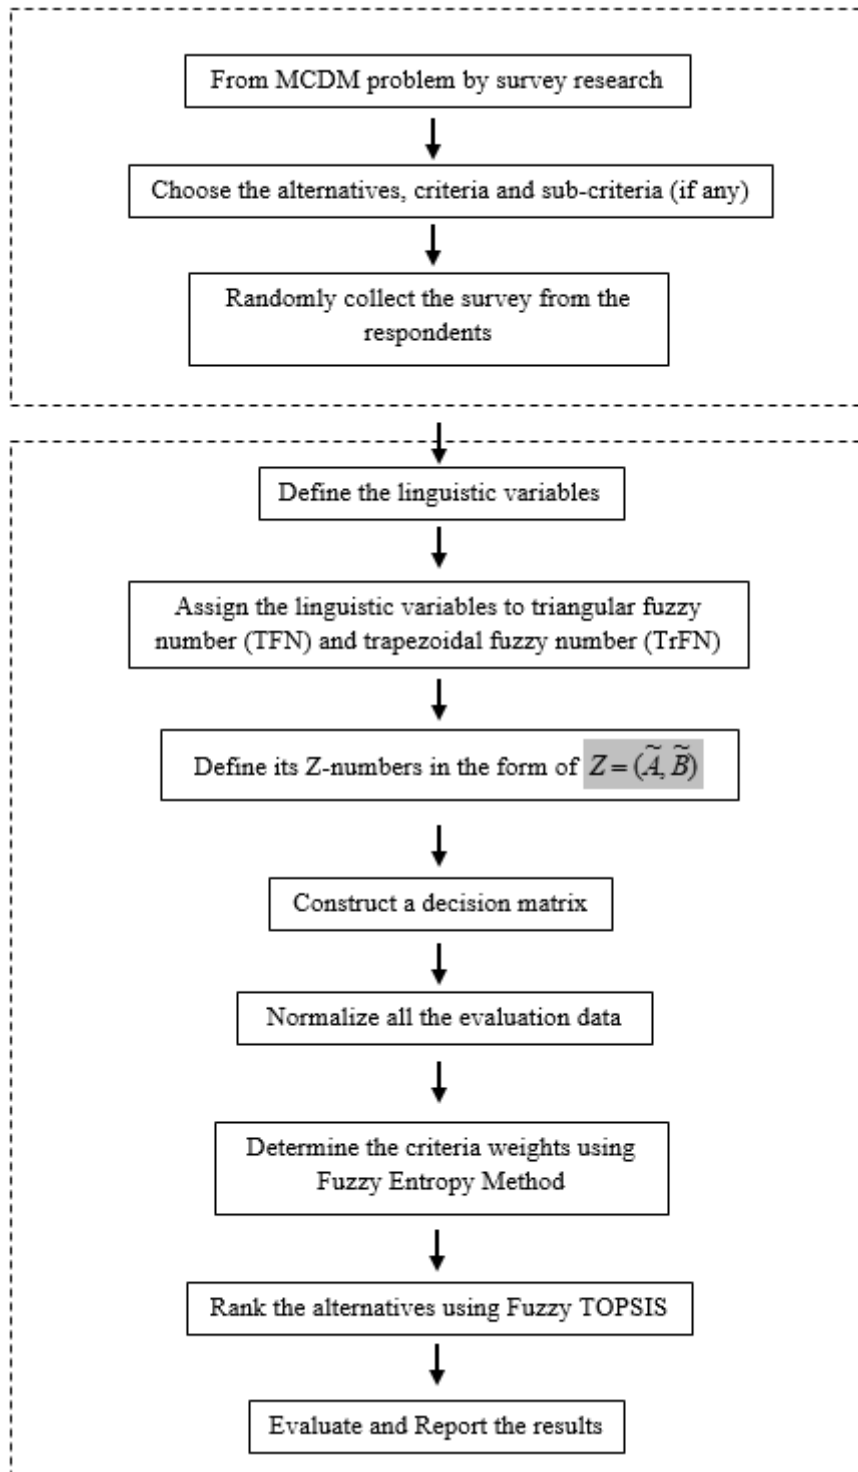 From MCDM problem by survey research
Choose the alternatives, criteria and sub-criteria (if any)
Randomly collect the survey from the
respondents
Define the linguistic variables
Assign the linguistic variables to triangular fuzzy
number (TFN) and trapezoidal fuzzy number (TrFN)
Define its Z-numbers in the form of Z = (Ã, B̃)
Construct a decision matrix
Normalize all the evaluation data
Determine the criteria weights using
Fuzzy Entropy Method
Rank the alternatives using Fuzzy TOPSIS
Evaluate and Report the results